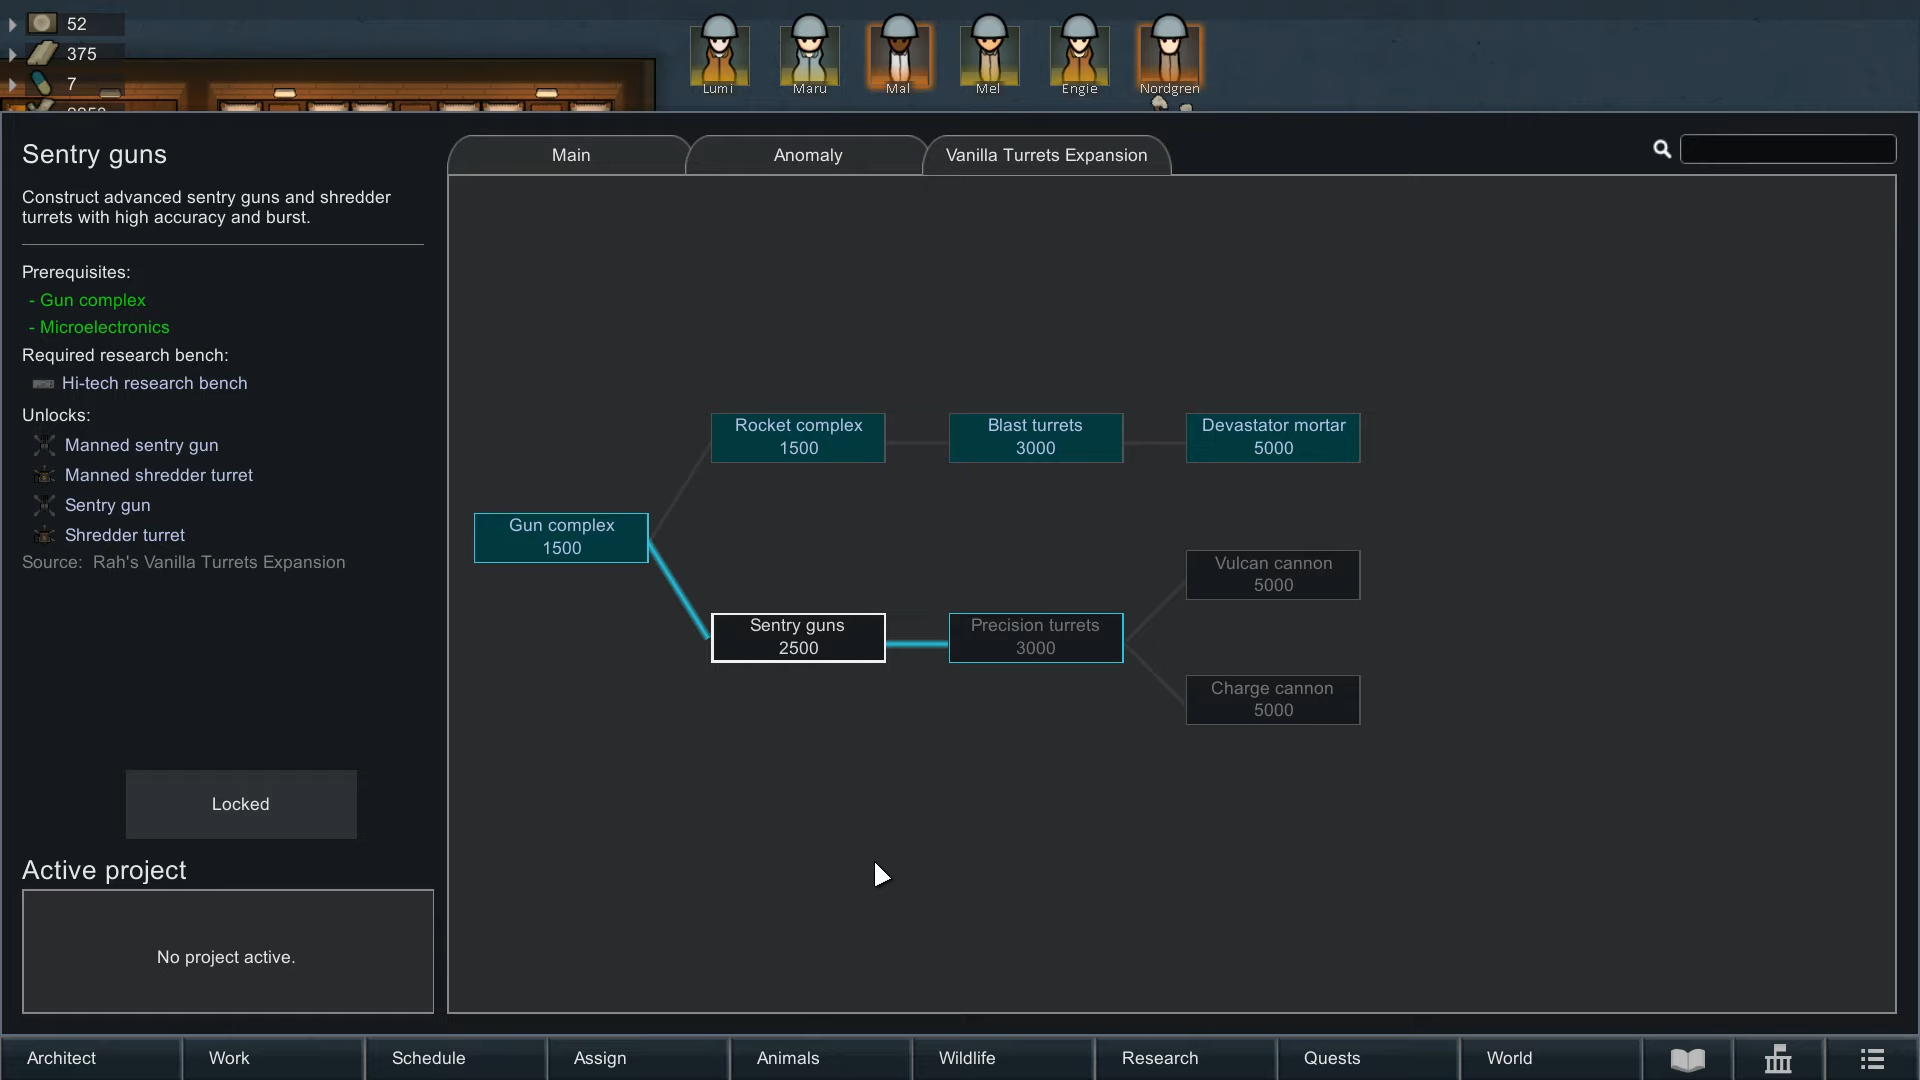 52
375
7
Lumi
Maru
Mal
Mel
Engie
Nordgren
Sentry guns
Construct advanced sentry guns and shredder
turrets with high accuracy and burst.
Prerequisites:
- Gun complex
- Microelectronics
Required research bench:
Hi-tech research bench
Unlocks:
Manned sentry gun
Manned shredder turret
Sentry gun
Shredder turret
Source: Rah's Vanilla Turrets Expansion
Locked
Active project
No project active.
Main
Anomaly
Vanilla Turrets Expansion
Rocket complex
1500
Blast turrets
3000
Devastator mortar
5000
Gun complex
1500
Vulcan cannon
5000
Sentry guns
2500
Precision turrets
3000
Charge cannon
5000
Architect
Work
Schedule
Assign
Animals
Wildlife
Research
Quests
World